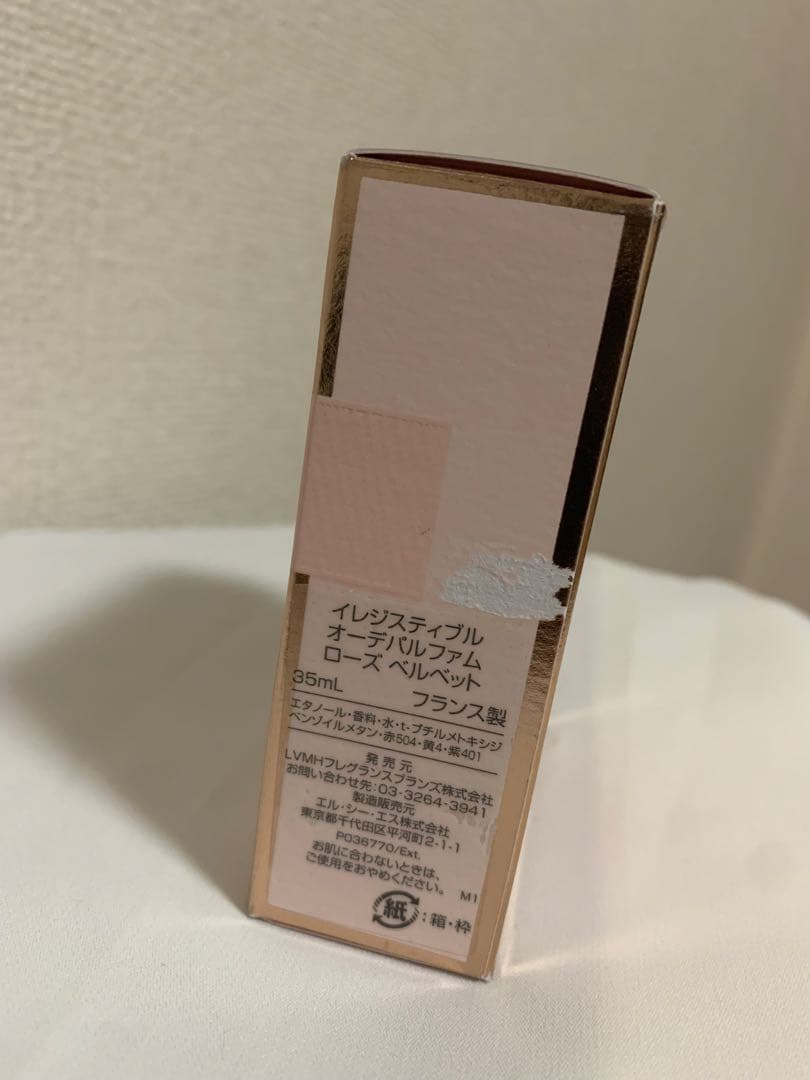 イレジスティブル
オーデパルファム
ローズ ベルベット
35mL フランス製
エタノール・香料・水・t-ブチルメトキシジ
ベンゾイルメタン・赤504・黄4・紫401
発売元
LVMHフレグランスブランズ株式会社
お問い合わせ先:03-3264-3941
製造販売元
エル・シー・エス株式会社
東京都千代田区平河町2-1-1
P036770/Ext.
お肌に合わないときは、
ご使用をおやめください。 M1
紙:箱・枠